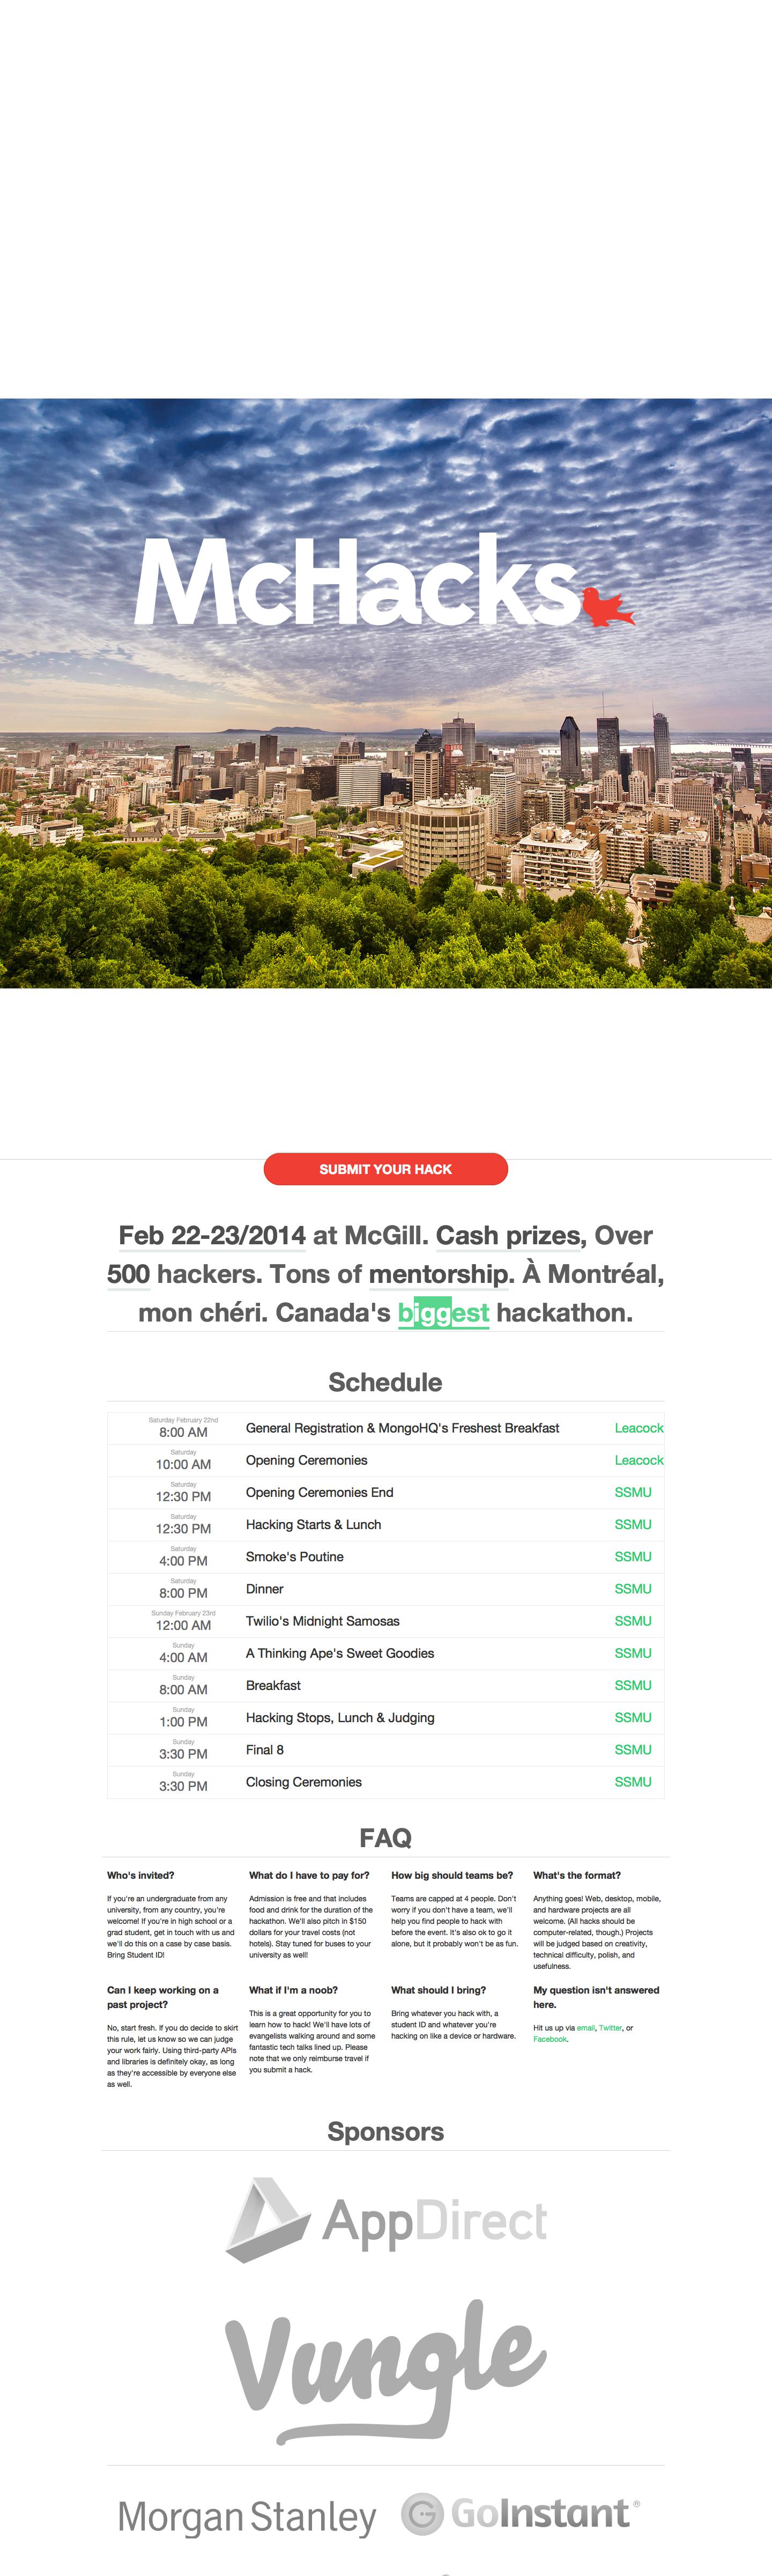 McHacks
SUBMIT YOUR HACK
Feb 22-23/2014 at McGill. Cash prizes, Over
500 hackers. Tons of mentorship. À Montréal,
mon chéri. Canada's biggest hackathon.
Schedule
Saturday February 22nd
8:00 AM General Registration & MongoHQ's Freshest Breakfast Leacock
Saturday
10:00 AM Opening Ceremonies Leacock
Saturday
12:30 PM Opening Ceremonies End SSMU
Saturday
12:30 PM Hacking Starts & Lunch SSMU
Saturday
4:00 PM Smoke's Poutine SSMU
Saturday
8:00 PM Dinner SSMU
Sunday February 23rd
12:00 AM Twilio's Midnight Samosas SSMU
Sunday
4:00 AM A Thinking Ape's Sweet Goodies SSMU
Sunday
8:00 AM Breakfast SSMU
Sunday
1:00 PM Hacking Stops, Lunch & Judging SSMU
Sunday
3:30 PM Final 8 SSMU
Sunday
3:30 PM Closing Ceremonies SSMU
FAQ
Who's invited?
If you're an undergraduate from any
university, from any country, you're
welcome! If you're in high school or a
grad student, get in touch with us and
we'll do this on a case by case basis.
Bring Student ID!
What do I have to pay for?
Admission is free and that includes
food and drink for the duration of the
hackathon. We'll also pitch in $150
dollars for your travel costs (not
hotels). Stay tuned for buses to your
university as well!
How big should teams be?
Teams are capped at 4 people. Don't
worry if you don't have a team, we'll
help you find people to hack with
before the event. It's also ok to go it
alone, but it probably won't be as fun.
What's the format?
Anything goes! Web, desktop, mobile,
and hardware projects are all
welcome. (All hacks should be
computer-related, though.) Projects
will be judged based on creativity,
technical difficulty, polish, and
usefulness.
Can I keep working on a
past project?
No, start fresh. If you do decide to skirt
this rule, let us know so we can judge
your work fairly. Using third-party APIs
and libraries is definitely okay, as long
as they're accessible by everyone else
as well.
What if I'm a noob?
This is a great opportunity for you to
learn how to hack! We'll have lots of
evangelists walking around and some
fantastic tech talks lined up. Please
note that we only reimburse travel if
you submit a hack.
What should I bring?
Bring whatever you hack with, a
student ID and whatever you're
hacking on like a device or hardware.
My question isn't answered
here.
Hit us up via email, Twitter, or
Facebook.
Sponsors
AppDirect
Vungle
Morgan Stanley
GoInstant®